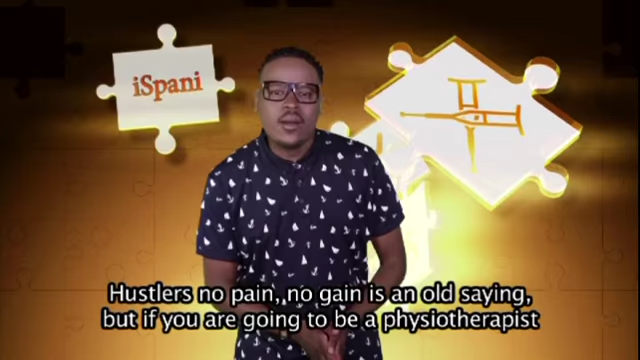 iSpani
Hustlers no pain, no gain is an old saying,
but if you are going to be a physiotherapist